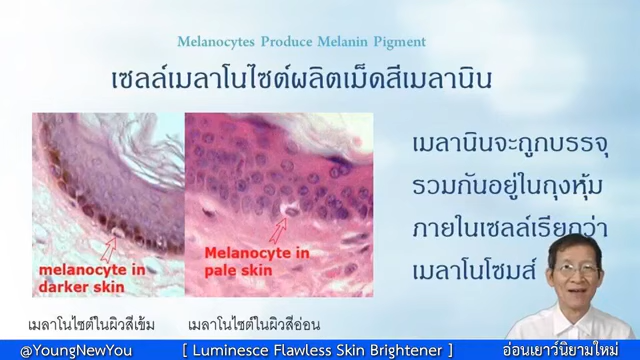 Melanocytes Produce Melanin Pigment
เซลล์เมลาโนไซต์ผลิตเม็ดสีเมลานิน
เมลานินจะถูกบรรจุ
รวมกันอยู่ในถุงหุ้ม
ภายในเซลล์เรียกว่า
เมลาโนโซมส์
melanocyte in
darker skin
Melanocyte in
pale skin
เมลาโนไซต์ในผิวสีเข้ม
เมลาโนไซต์ในผิวสีอ่อน
@YoungNewYou [ Luminesce Flawless Skin Brightener ] อ่อนเยาว์นิยามใหม่